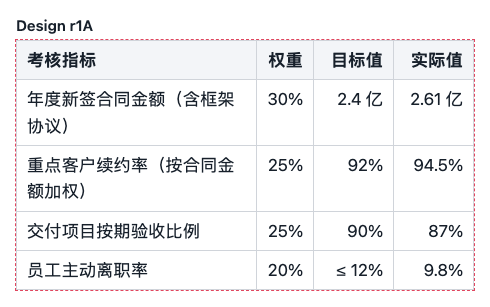 Design r1A
考核指标 权重 目标值 实际值
年度新签合同金额（含框架 30% 2.4 亿 2.61 亿
协议）
重点客户续约率（按合同金 25% 92% 94.5%
额加权）
交付项目按期验收比例 25% 90% 87%
员工主动离职率 20% ≤ 12% 9.8%